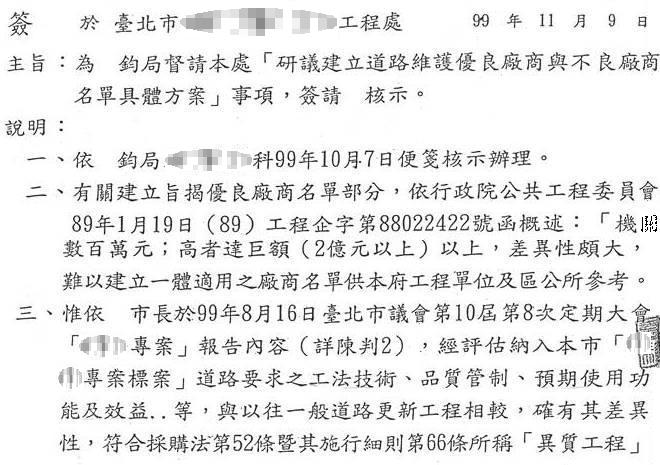 簽 於 臺北市 工程處 99 年 11 月 9 日
主旨：為 鈞局督請本處「研議建立道路維護優良廠商與不良廠商
名單具體方案」事項，簽請 核示。
說明：
一、依 鈞局 科99年10月7日便箋核示辦理。
二、有關建立旨揭優良廠商名單部分，依行政院公共工程委員會
89年1月19日（89）工程企字第88022422號函概述：「機關
數百萬元；高者達巨額（2億元以上）以上，差異性頗大，
難以建立一體適用之廠商名單供本府工程單位及區公所參考。
三、惟依 市長於99年8月16日臺北市議會第10屆第8次定期大會
「 專案」報告內容（詳陳判2），經評估納入本市「
專案標案」道路要求之工法技術、品質管制、預期使用功
能及效益..等，與以往一般道路更新工程相較，確有其差異
性，符合採購法第52條暨其施行細則第66條所稱「異質工程」